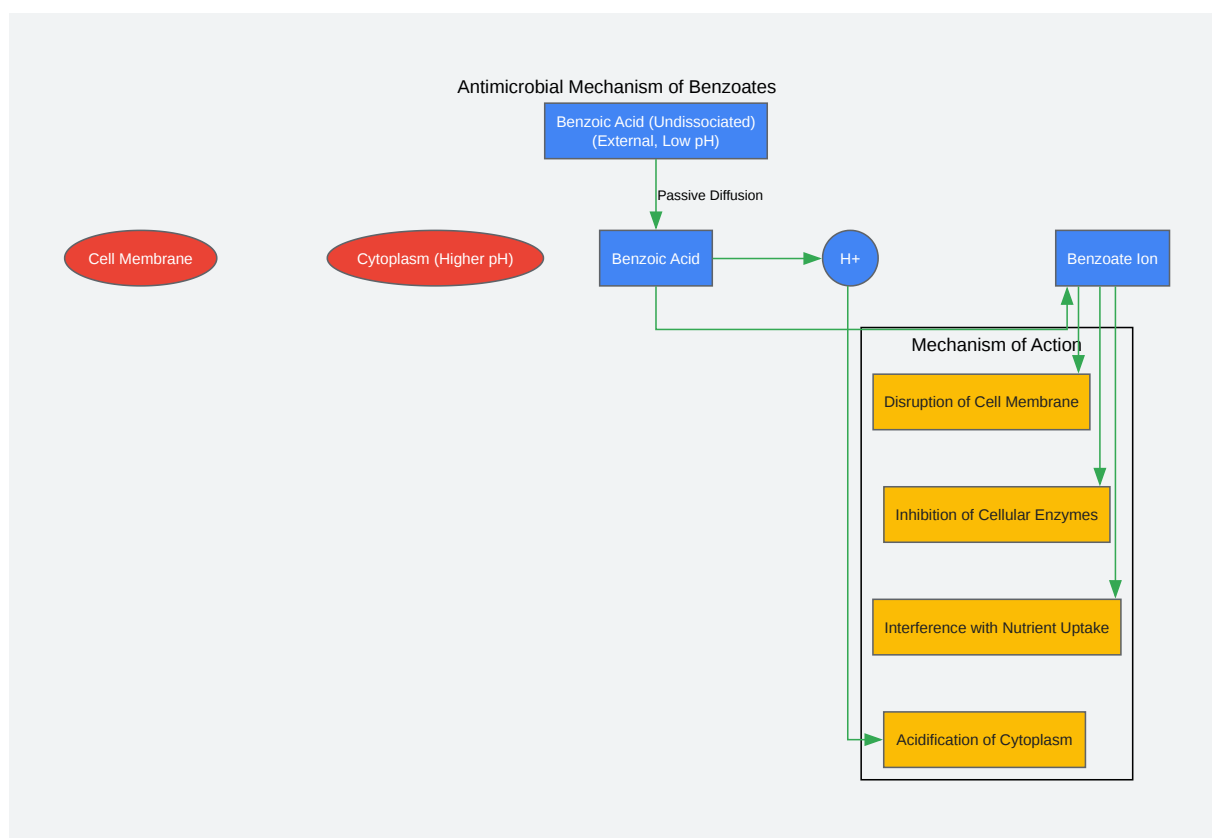 Antimicrobial Mechanism of Benzoates
Benzoic Acid (Undissociated)
(External, Low pH)
Passive Diffusion
Cell Membrane
Cytoplasm (Higher pH)
Benzoic Acid
H+
Benzoate Ion
Mechanism of Action
Disruption of Cell Membrane
Inhibition of Cellular Enzymes
Interference with Nutrient Uptake
Acidification of Cytoplasm